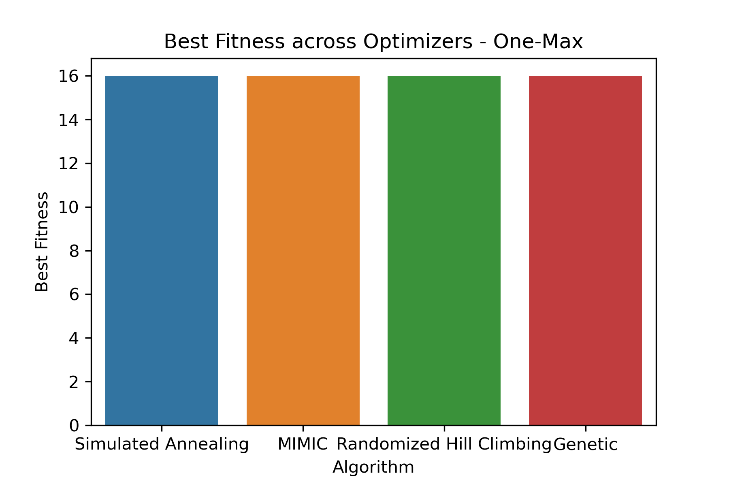 Best Fitness across Optimizers - One-Max
Best Fitness
16
14
12
10
8
6
4
2
0
Simulated Annealing
MIMIC
Randomized Hill Climbing
Genetic
Algorithm